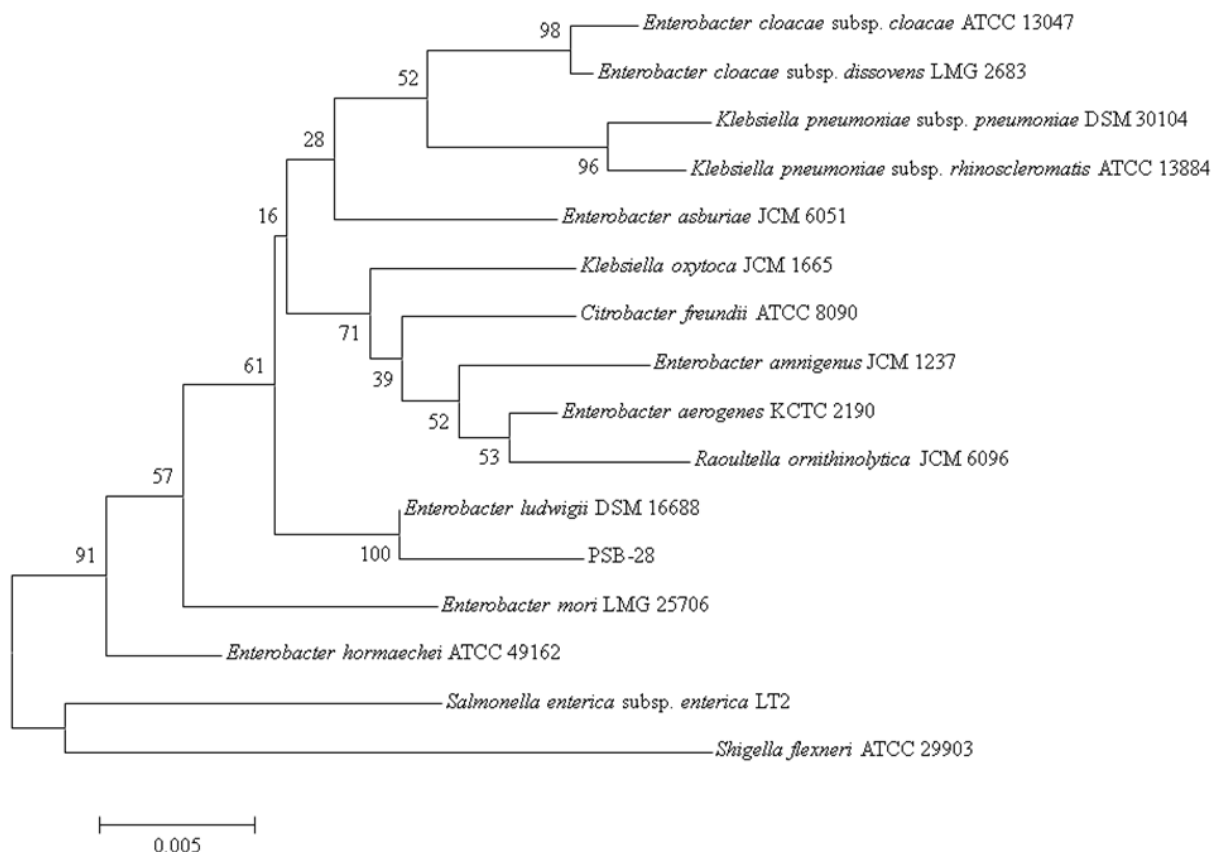 98
Enterobacter cloacae subsp. cloacae ATCC 13047
Enterobacter cloacae subsp. dissovens LMG 2683
52
Klebsiella pneumoniae subsp. pneumoniae DSM 30104
96
Klebsiella pneumoniae subsp. rhinoscleromatis ATCC 13884
28
Enterobacter asburiae JCM 6051
16
Klebsiella oxytoca JCM 1665
71
Citrobacter freundii ATCC 8090
39
Enterobacter amnigenus JCM 1237
52
Enterobacter aerogenes KCTC 2190
53
Raoultella ornithinolytica JCM 6096
61
Enterobacter ludwigii DSM 16688
100
PSB-28
57
Enterobacter mori LMG 25706
91
Enterobacter hormaechei ATCC 49162
Salmonella enterica subsp. enterica LT2
Shigella flexneri ATCC 29903
0.005